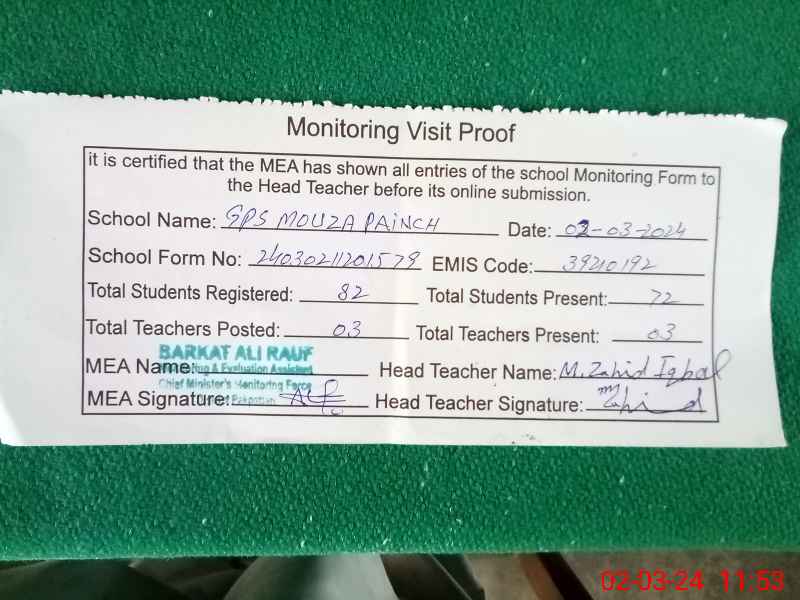 Monitoring Visit Proof
it is certified that the MEA has shown all entries of the school Monitoring Form to
the Head Teacher before its online submission.
School Name: GPS MOUZA PAINCH Date: 02-03-2024
School Form No: 24030211201579 EMIS Code: 39210192
Total Students Registered: 82 Total Students Present: 72
Total Teachers Posted: 03 Total Teachers Present: 03
BARKAT ALI RAUF
MEA Name: Head Teacher Name: M. Zahid Iqbal
Monitoring & Evaluation Assistant
Chief Minister's Monitoring Force
MEA Signature: Head Teacher Signature: M Zahid
Pakpattan
02-03-24 11:53